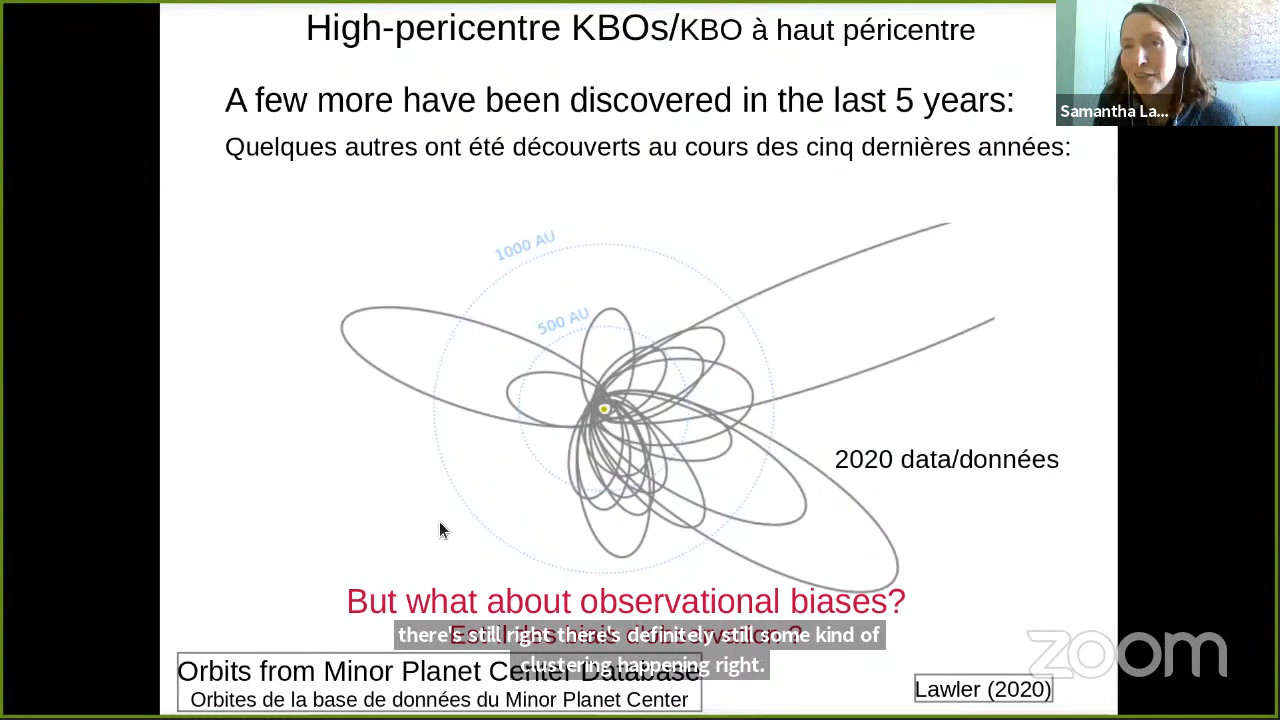 High-pericentre KBOs/KBO à haut péricentre
Samantha La...
A few more have been discovered in the last 5 years:
Quelques autres ont été découverts au cours des cinq dernières années:
1000 AU
500 AU
2020 data/données
But what about observational biases?
there's still right there's definitely still some kind of
clustering happening right.
zoom
Orbits from Minor Planet Center Database
Orbites de la base de données du Minor Planet Center
Lawler (2020)